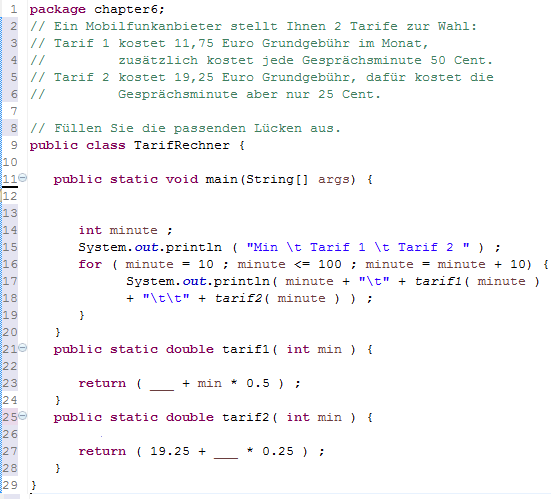 1 package chapter6;
2 // Ein Mobilfunkanbieter stellt Ihnen 2 Tarife zur Wahl:
3 // Tarif 1 kostet 11,75 Euro Grundgebühr im Monat,
4 //         zusätzlich kostet jede Gesprächsminute 50 Cent.
5 // Tarif 2 kostet 19,25 Euro Grundgebühr, dafür kostet die
6 //         Gesprächsminute aber nur 25 Cent.
7
8 // Füllen Sie die passenden Lücken aus.
9 public class TarifRechner {
10
11    public static void main(String[] args) {
12
13
14       int minute ;
15       System.out.println ( "Min \t Tarif 1 \t Tarif 2 " ) ;
16       for ( minute = 10 ; minute <= 100 ; minute = minute + 10) {
17             System.out.println( minute + "\t" + tarif1( minute )
18             + "\t\t" + tarif2( minute ) ) ;
19       }
20    }
21    public static double tarif1( int min ) {
22
23       return ( ___ + min * 0.5 ) ;
24    }
25    public static double tarif2( int min ) {
26
27       return ( 19.25 + ___ * 0.25 ) ;
28    }
29 }